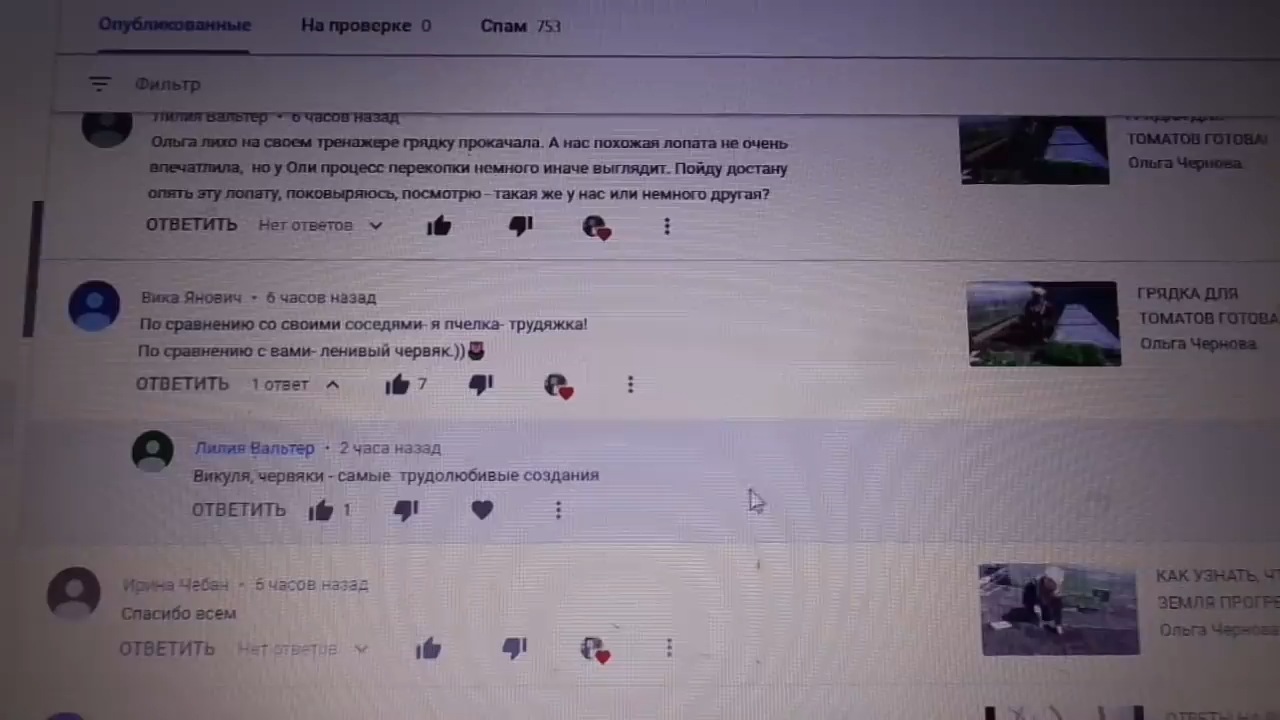 Опубликованные На проверке 0 Спам 753
Фильтр
Лилия Вальтер • 6 часов назад
Ольга лихо на своем тренажере грядку прокачала. А нас похожая лопата не очень
впечатлила, но у Оли процесс перекопки немного иначе выглядит. Пойду достану
опять эту лопату, поковыряюсь, посмотрю - такая же у нас или немного другая?
ОТВЕТИТЬ Нет ответов
ТОМАТОВ ГОТОВА!
Ольга Чернова
Вика Янович • 6 часов назад
По сравнению со своими соседями- я пчелка- трудяжка!
По сравнению с вами- ленивый червяк.))
ОТВЕТИТЬ 1 ответ 7
ГРЯДКА ДЛЯ
ТОМАТОВ ГОТОВА
Ольга Чернова
Лилия Вальтер • 2 часа назад
Викуля, червяки - самые трудолюбивые создания
ОТВЕТИТЬ 1
Ирина Чебан • 6 часов назад
Спасибо всем
ОТВЕТИТЬ Нет ответов
КАК УЗНАТЬ, ЧТ
ЗЕМЛЯ ПРОГРЕ
Ольга Чернова